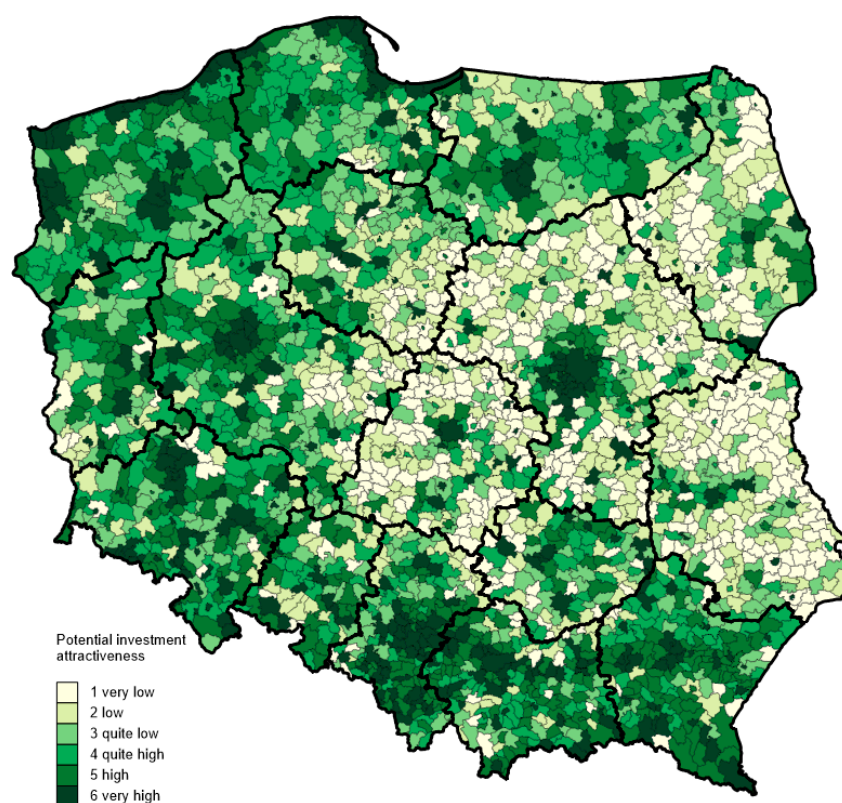 Potential investment
attractiveness
1 very low
2 low
3 quite low
4 quite high
5 high
6 very high